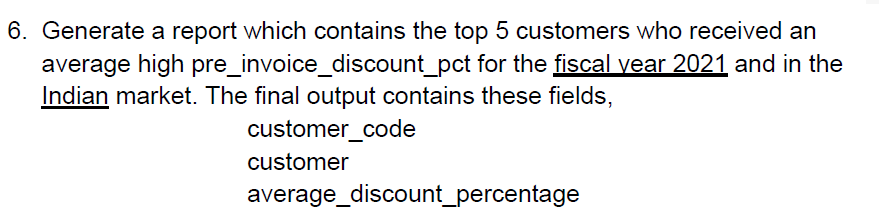 6. Generate a report which contains the top 5 customers who received an
average high pre_invoice_discount_pct for the fiscal year 2021 and in the
Indian market. The final output contains these fields,
customer_code
customer
average_discount_percentage